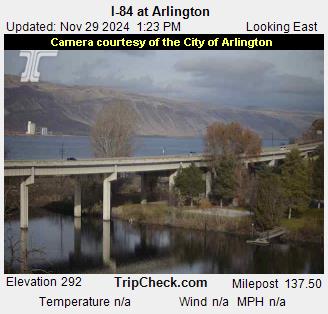 I-84 at Arlington
Updated: Nov 29 2024 1:23 PM Looking East
Camera courtesy of the City of Arlington
Elevation 292 TripCheck.com Milepost 137.50
Temperature n/a Wind n/a MPH n/a